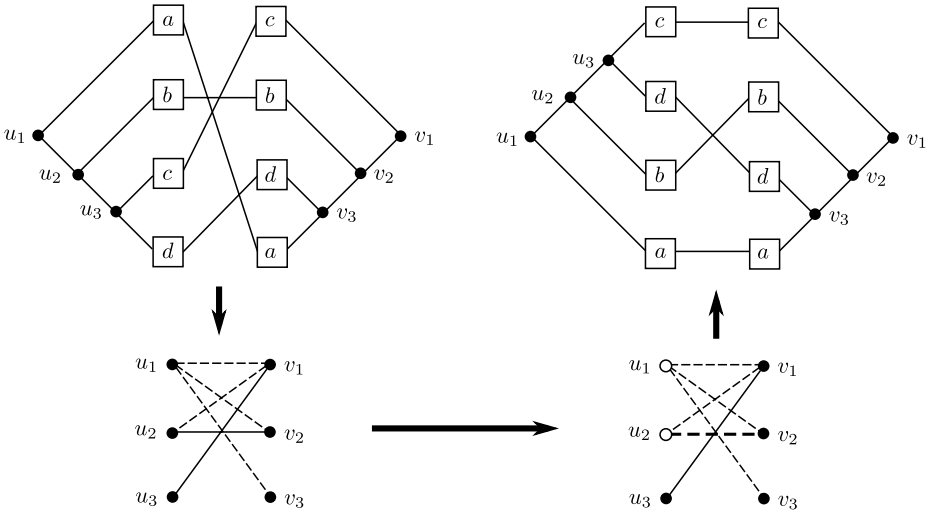 a c c c
u₃
b b d b
u₂
u₁ v₁ u₁ v₁
u₂ c d v₂ b d v₂
u₃ v₃ v₃
d a a a
u₁ v₁ u₁ v₁
u₂ v₂ u₂ v₂
u₃ v₃ u₃ v₃